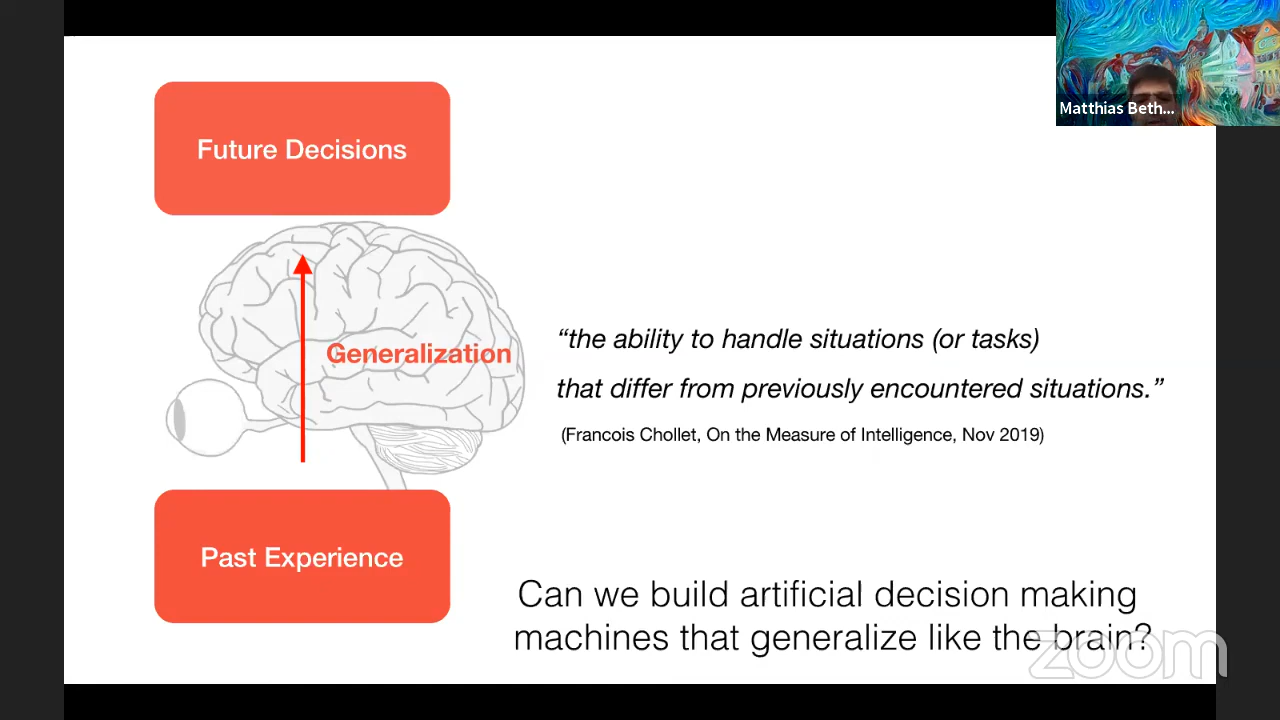 Matthias Beth...
Future Decisions
Generalization
“the ability to handle situations (or tasks)
that differ from previously encountered situations.”
(Francois Chollet, On the Measure of Intelligence, Nov 2019)
Past Experience
Can we build artificial decision making
machines that generalize like the brain?
zoom